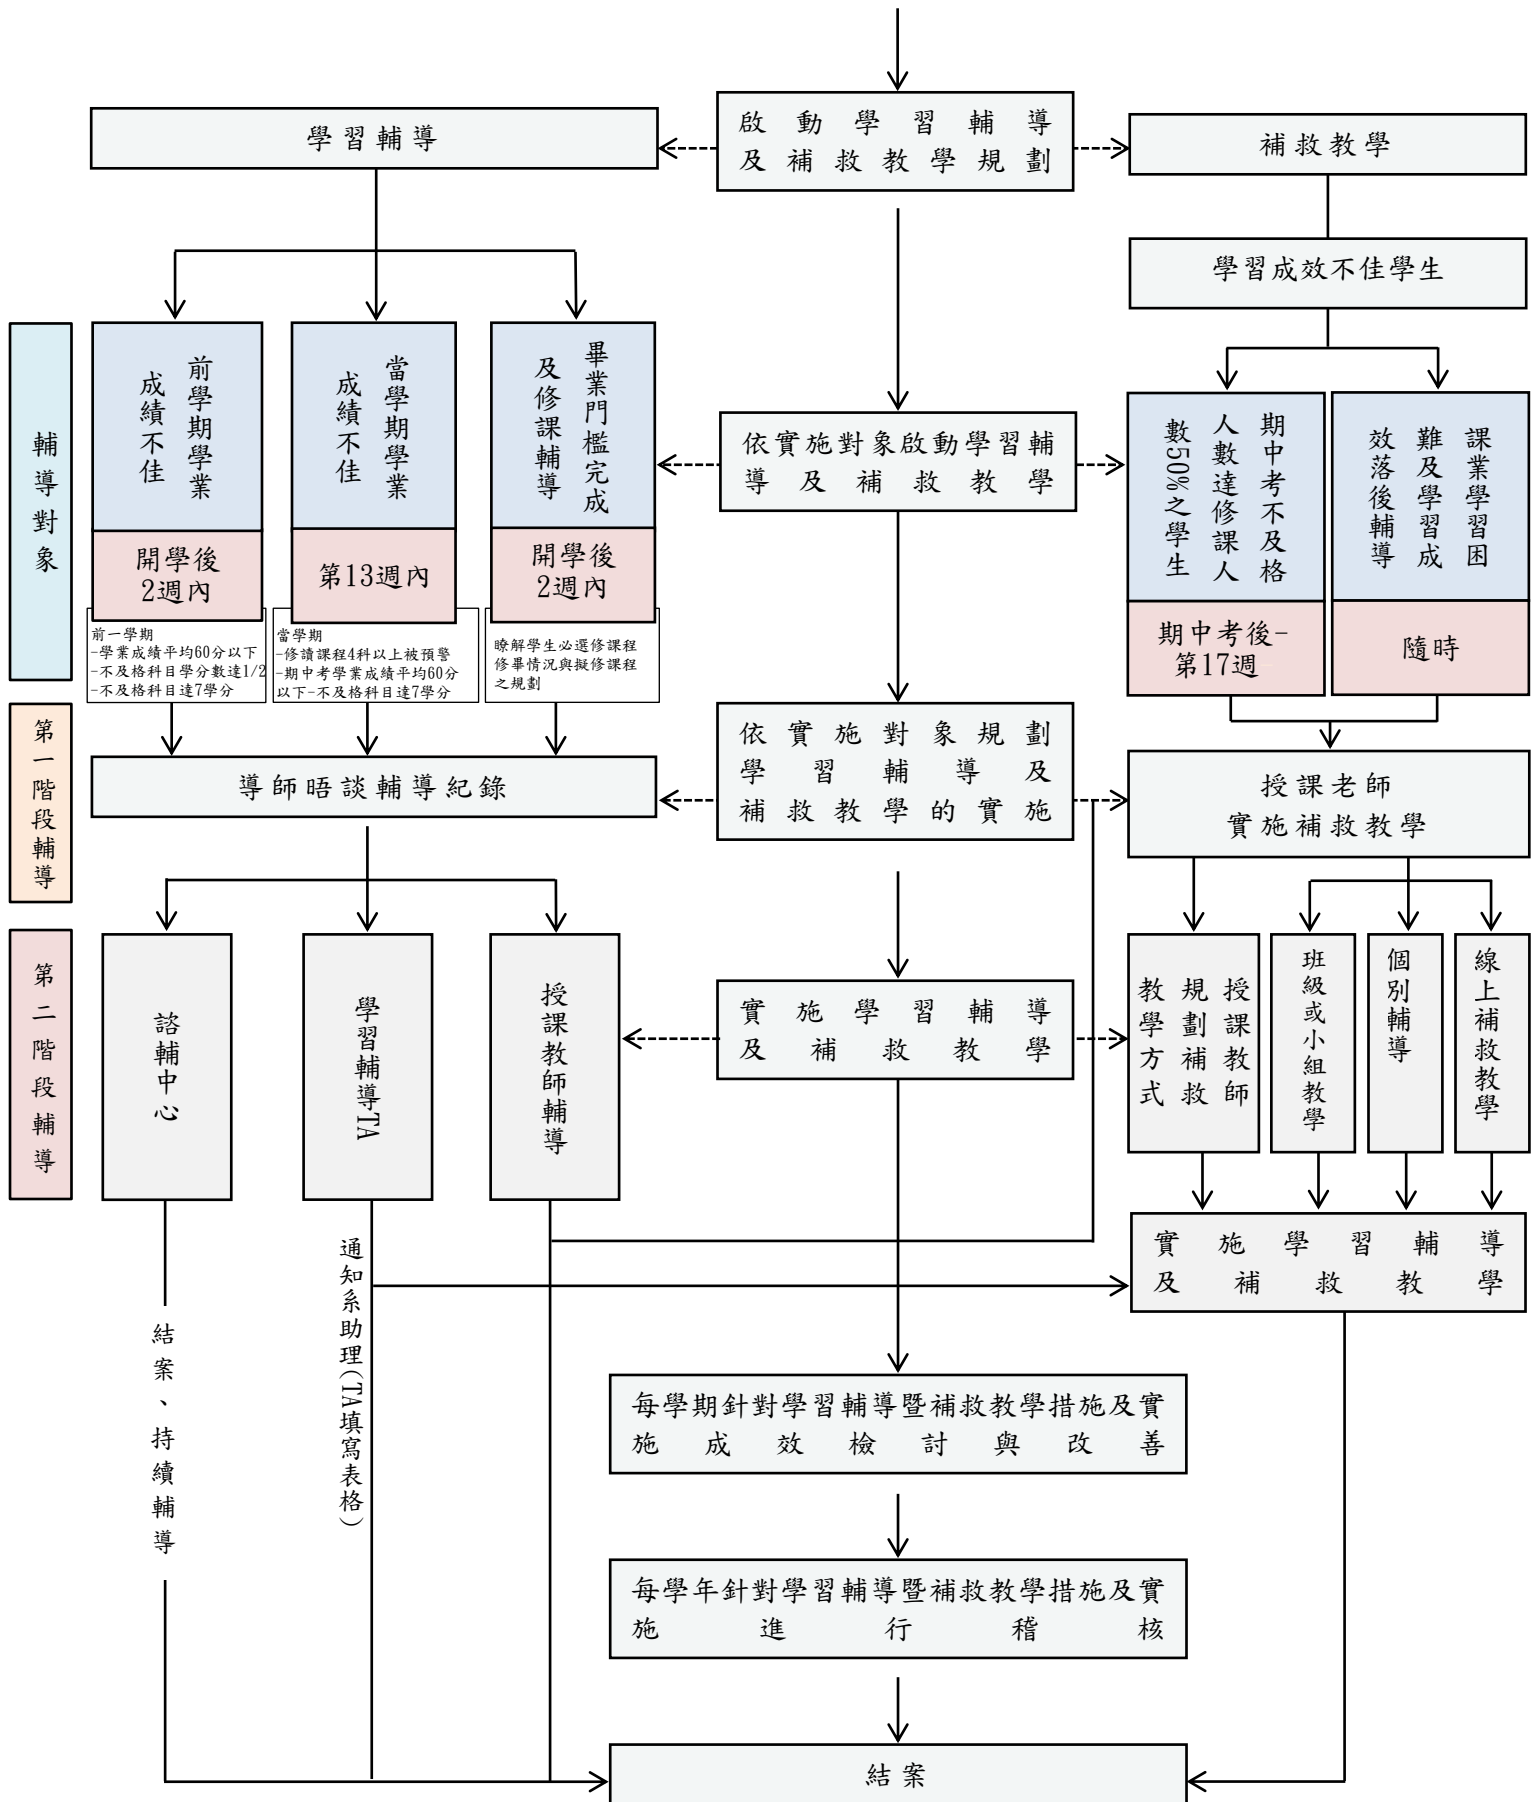 啟動學習輔導
及補救教學規劃
學習輔導
補救教學
學習成效不佳學生
輔導對象
前學期學業
成績不佳
開學後
2週內
前一學期
-學業成績平均60分以下
-不及格科目學分數達1/2
-不及格科目達7學分
當學期學業
成績不佳
第13週內
當學期
-修讀課程4科以上被預警
-期中考學業成績平均60分
以下-不及格科目達7學分
畢業門檻完成
及修課輔導
開學後
2週內
瞭解學生必選修課程
修畢情況與擬修課程
之規劃
依實施對象啟動學習輔
導及補救教學
期中考不及格
人數達修課人
數50%之學生
期中考後-
第17週
課業學習困
難及學習成
效落後輔導
隨時
第一階段輔導
導師晤談輔導紀錄
依實施對象規劃
學習輔導及
補救教學的實施
授課老師
實施補救教學
第二階段輔導
諮輔中心
學習輔導TA
授課教師輔導
實施學習輔導
及補救教學
授課教師
規劃補救
教學方式
班級或小組教學
個別輔導
線上補救教學
實施學習輔導
及補救教學
結案、持續輔導
通知系助理(TA填寫表格)
每學期針對學習輔導暨補救教學措施及實
施成效檢討與改善
每學年針對學習輔導暨補救教學措施及實
施進行稽核
結案